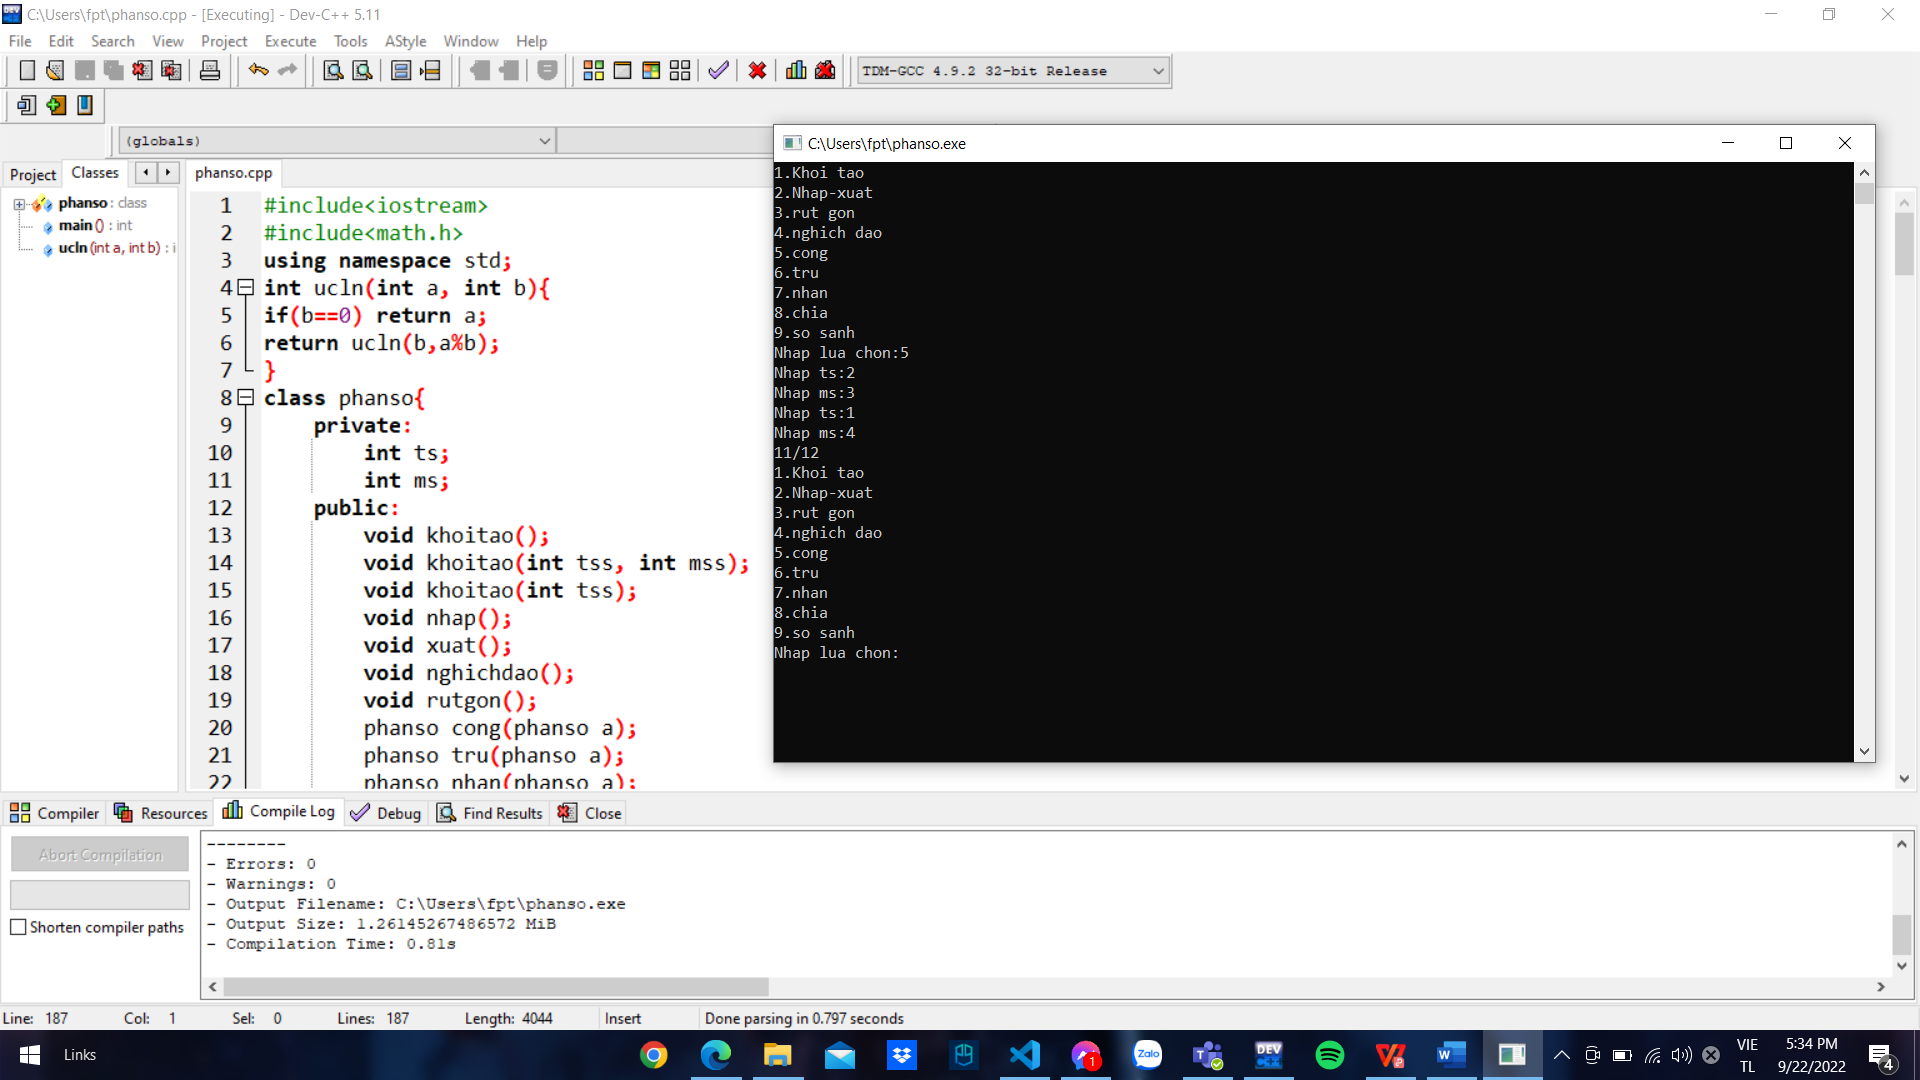 C:\Users\fpt\phanso.cpp - [Executing] - Dev-C++ 5.11
File Edit Search View Project Execute Tools AStyle Window Help
TDM-GCC 4.9.2 32-bit Release
(globals)
Project Classes
phanso : class
main () : int
ucln (int a, int b) : i
phanso.cpp
1 #include<iostream>
2 #include<math.h>
3 using namespace std;
4 int ucln(int a, int b){
5 if(b==0) return a;
6 return ucln(b,a%b);
7 }
8 class phanso{
9 private:
10 int ts;
11 int ms;
12 public:
13 void khoitao();
14 void khoitao(int tss, int mss);
15 void khoitao(int tss);
16 void nhap();
17 void xuat();
18 void nghichdao();
19 void rutgon();
20 phanso cong(phanso a);
21 phanso tru(phanso a);
22 phanso nhan(phanso a);
C:\Users\fpt\phanso.exe
1.Khoi tao
2.Nhap-xuat
3.rut gon
4.nghich dao
5.cong
6.tru
7.nhan
8.chia
9.so sanh
Nhap lua chon:5
Nhap ts:2
Nhap ms:3
Nhap ts:1
Nhap ms:4
11/12
1.Khoi tao
2.Nhap-xuat
3.rut gon
4.nghich dao
5.cong
6.tru
7.nhan
8.chia
9.so sanh
Nhap lua chon:
Compiler Resources Compile Log Debug Find Results Close
Abort Compilation
Shorten compiler paths
--------
- Errors: 0
- Warnings: 0
- Output Filename: C:\Users\fpt\phanso.exe
- Output Size: 1.26145267486572 MiB
- Compilation Time: 0.81s
Line: 187 Col: 1 Sel: 0 Lines: 187 Length: 4044 Insert Done parsing in 0.797 seconds
Links
1
Zalo
DEV C++
VIE
TL
5:34 PM
9/22/2022
4